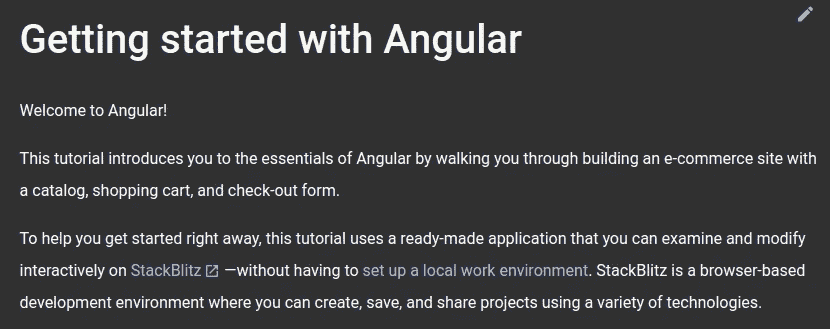 Getting started with Angular
Welcome to Angular!
This tutorial introduces you to the essentials of Angular by walking you through building an e-commerce site with
a catalog, shopping cart, and check-out form.
To help you get started right away, this tutorial uses a ready-made application that you can examine and modify
interactively on StackBlitz —without having to set up a local work environment. StackBlitz is a browser-based
development environment where you can create, save, and share projects using a variety of technologies.